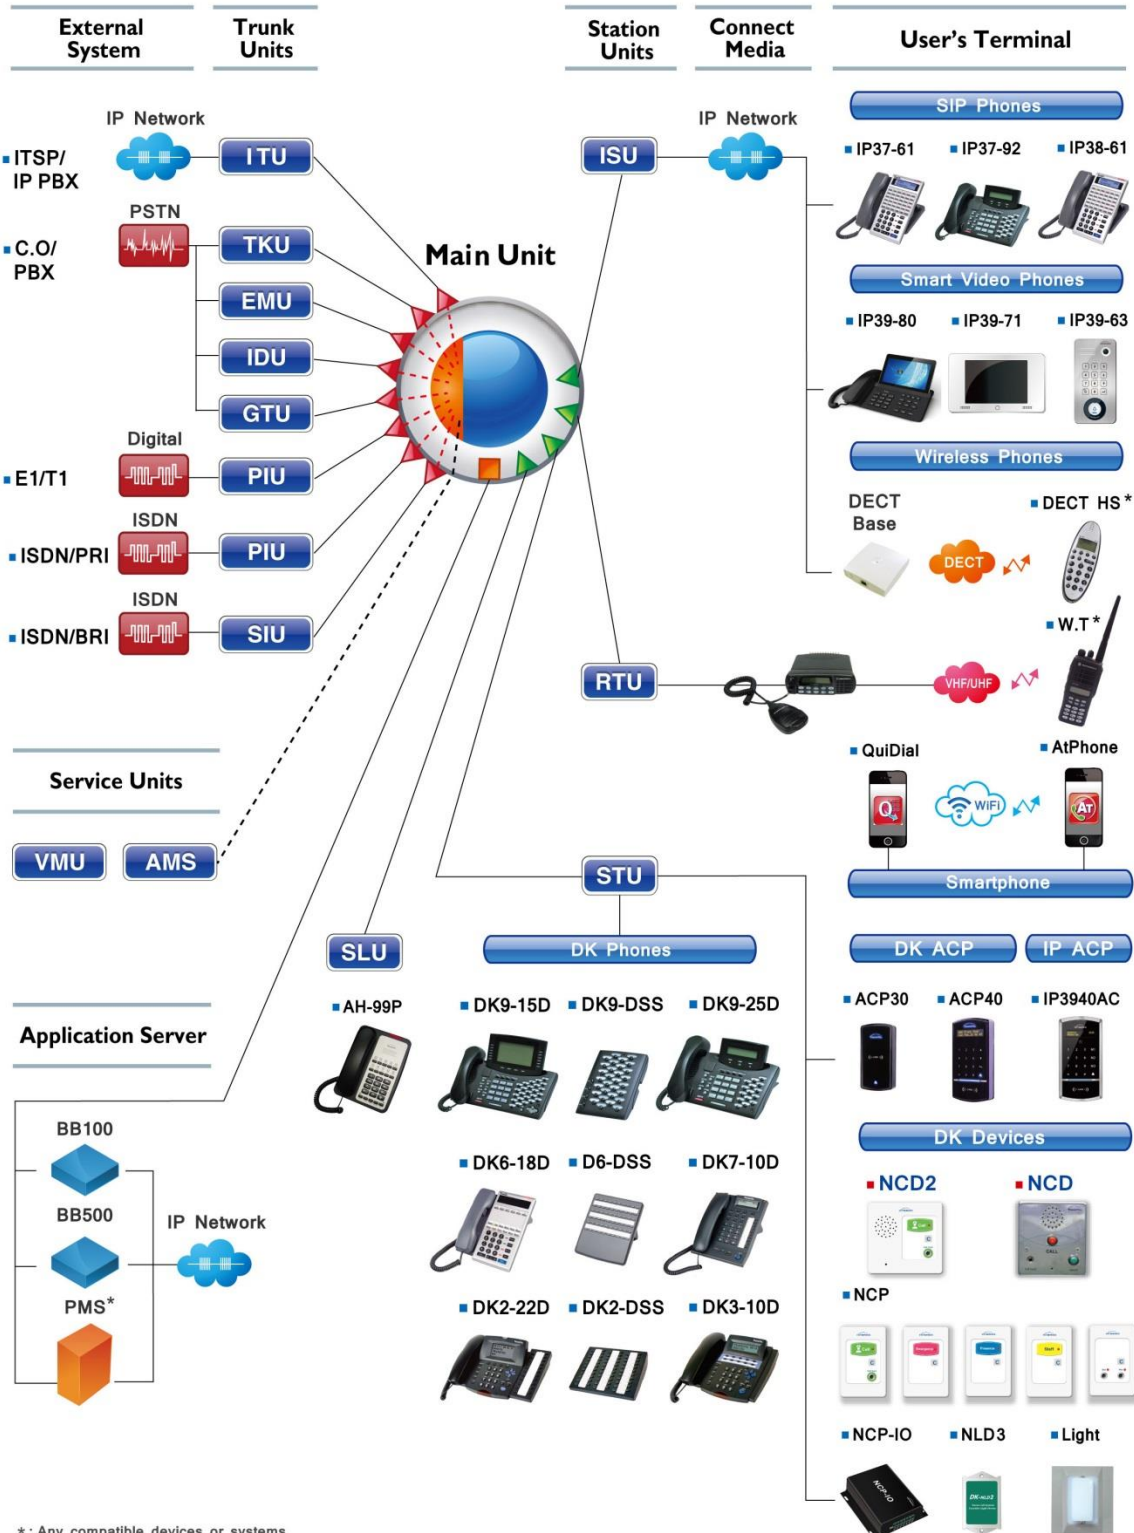 External
System
Trunk
Units
Station
Units
Connect
Media
User's Terminal
IP Network
ITSP/
IP PBX
ITU
PSTN
C.O/
PBX
TKU
EMU
IDU
GTU
Digital
E1/T1
PIU
ISDN
ISDN/PRI
PIU
ISDN
ISDN/BRI
SIU
Main Unit
ISU
IP Network
SIP Phones
IP37-61
IP37-92
IP38-61
Smart Video Phones
IP39-80
IP39-71
IP39-63
Wireless Phones
DECT
Base
DECT
DECT HS*
RTU
VHF/UHF
W.T*
QuiDial
WiFi
AtPhone
Q
AT
Smartphone
Service Units
VMU
AMS
STU
SLU
AH-99P
DK Phones
DK9-15D
DK9-DSS
DK9-25D
DK6-18D
D6-DSS
DK7-10D
DK2-22D
DK2-DSS
DK3-10D
DK ACP
IP ACP
ACP30
ACP40
IP3940AC
DK Devices
NCD2
NCD
CALL
NCP
NCP-IO
NLD3
Light
NCP-IO
Application Server
BB100
BB500
PMS*
IP Network
*: Any compatible devices or systems